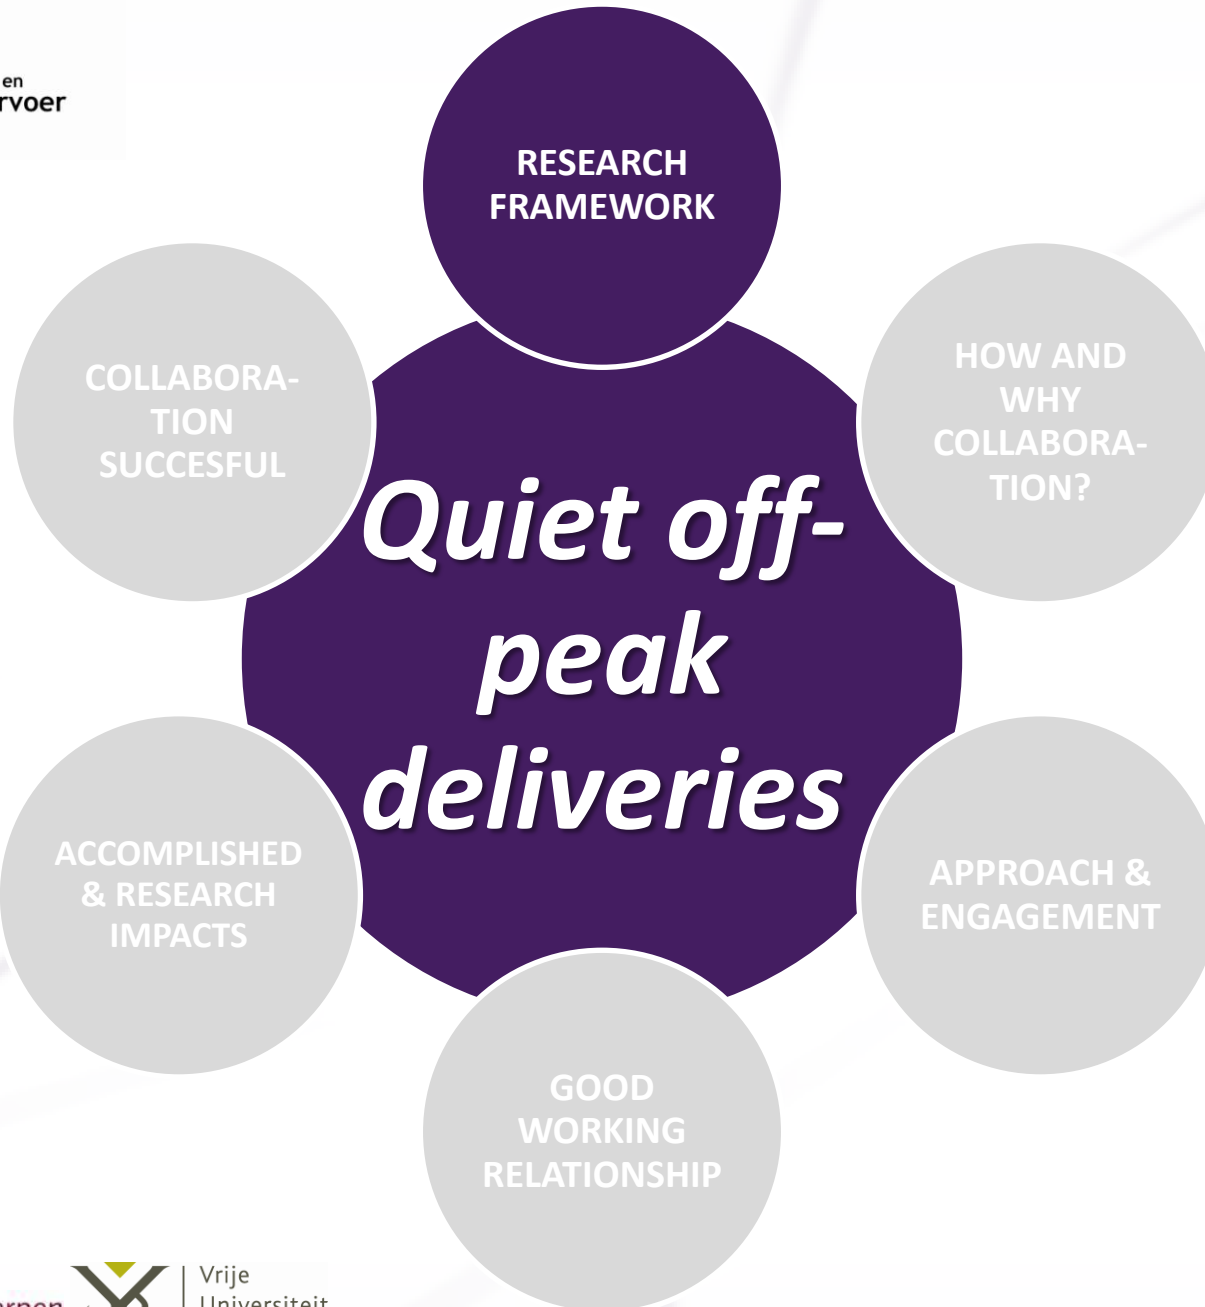 en
RESEARCH
FRAMEWORK
HOW AND
WHY
COLLABORA-
TION?
COLLABORA-
TION
SUCCESFUL
Quiet off-
peak
deliveries
ACCOMPLISHED
& RESEARCH
IMPACTS
APPROACH &
ENGAGEMENT
GOOD
WORKING
RELATIONSHIP
Vrije